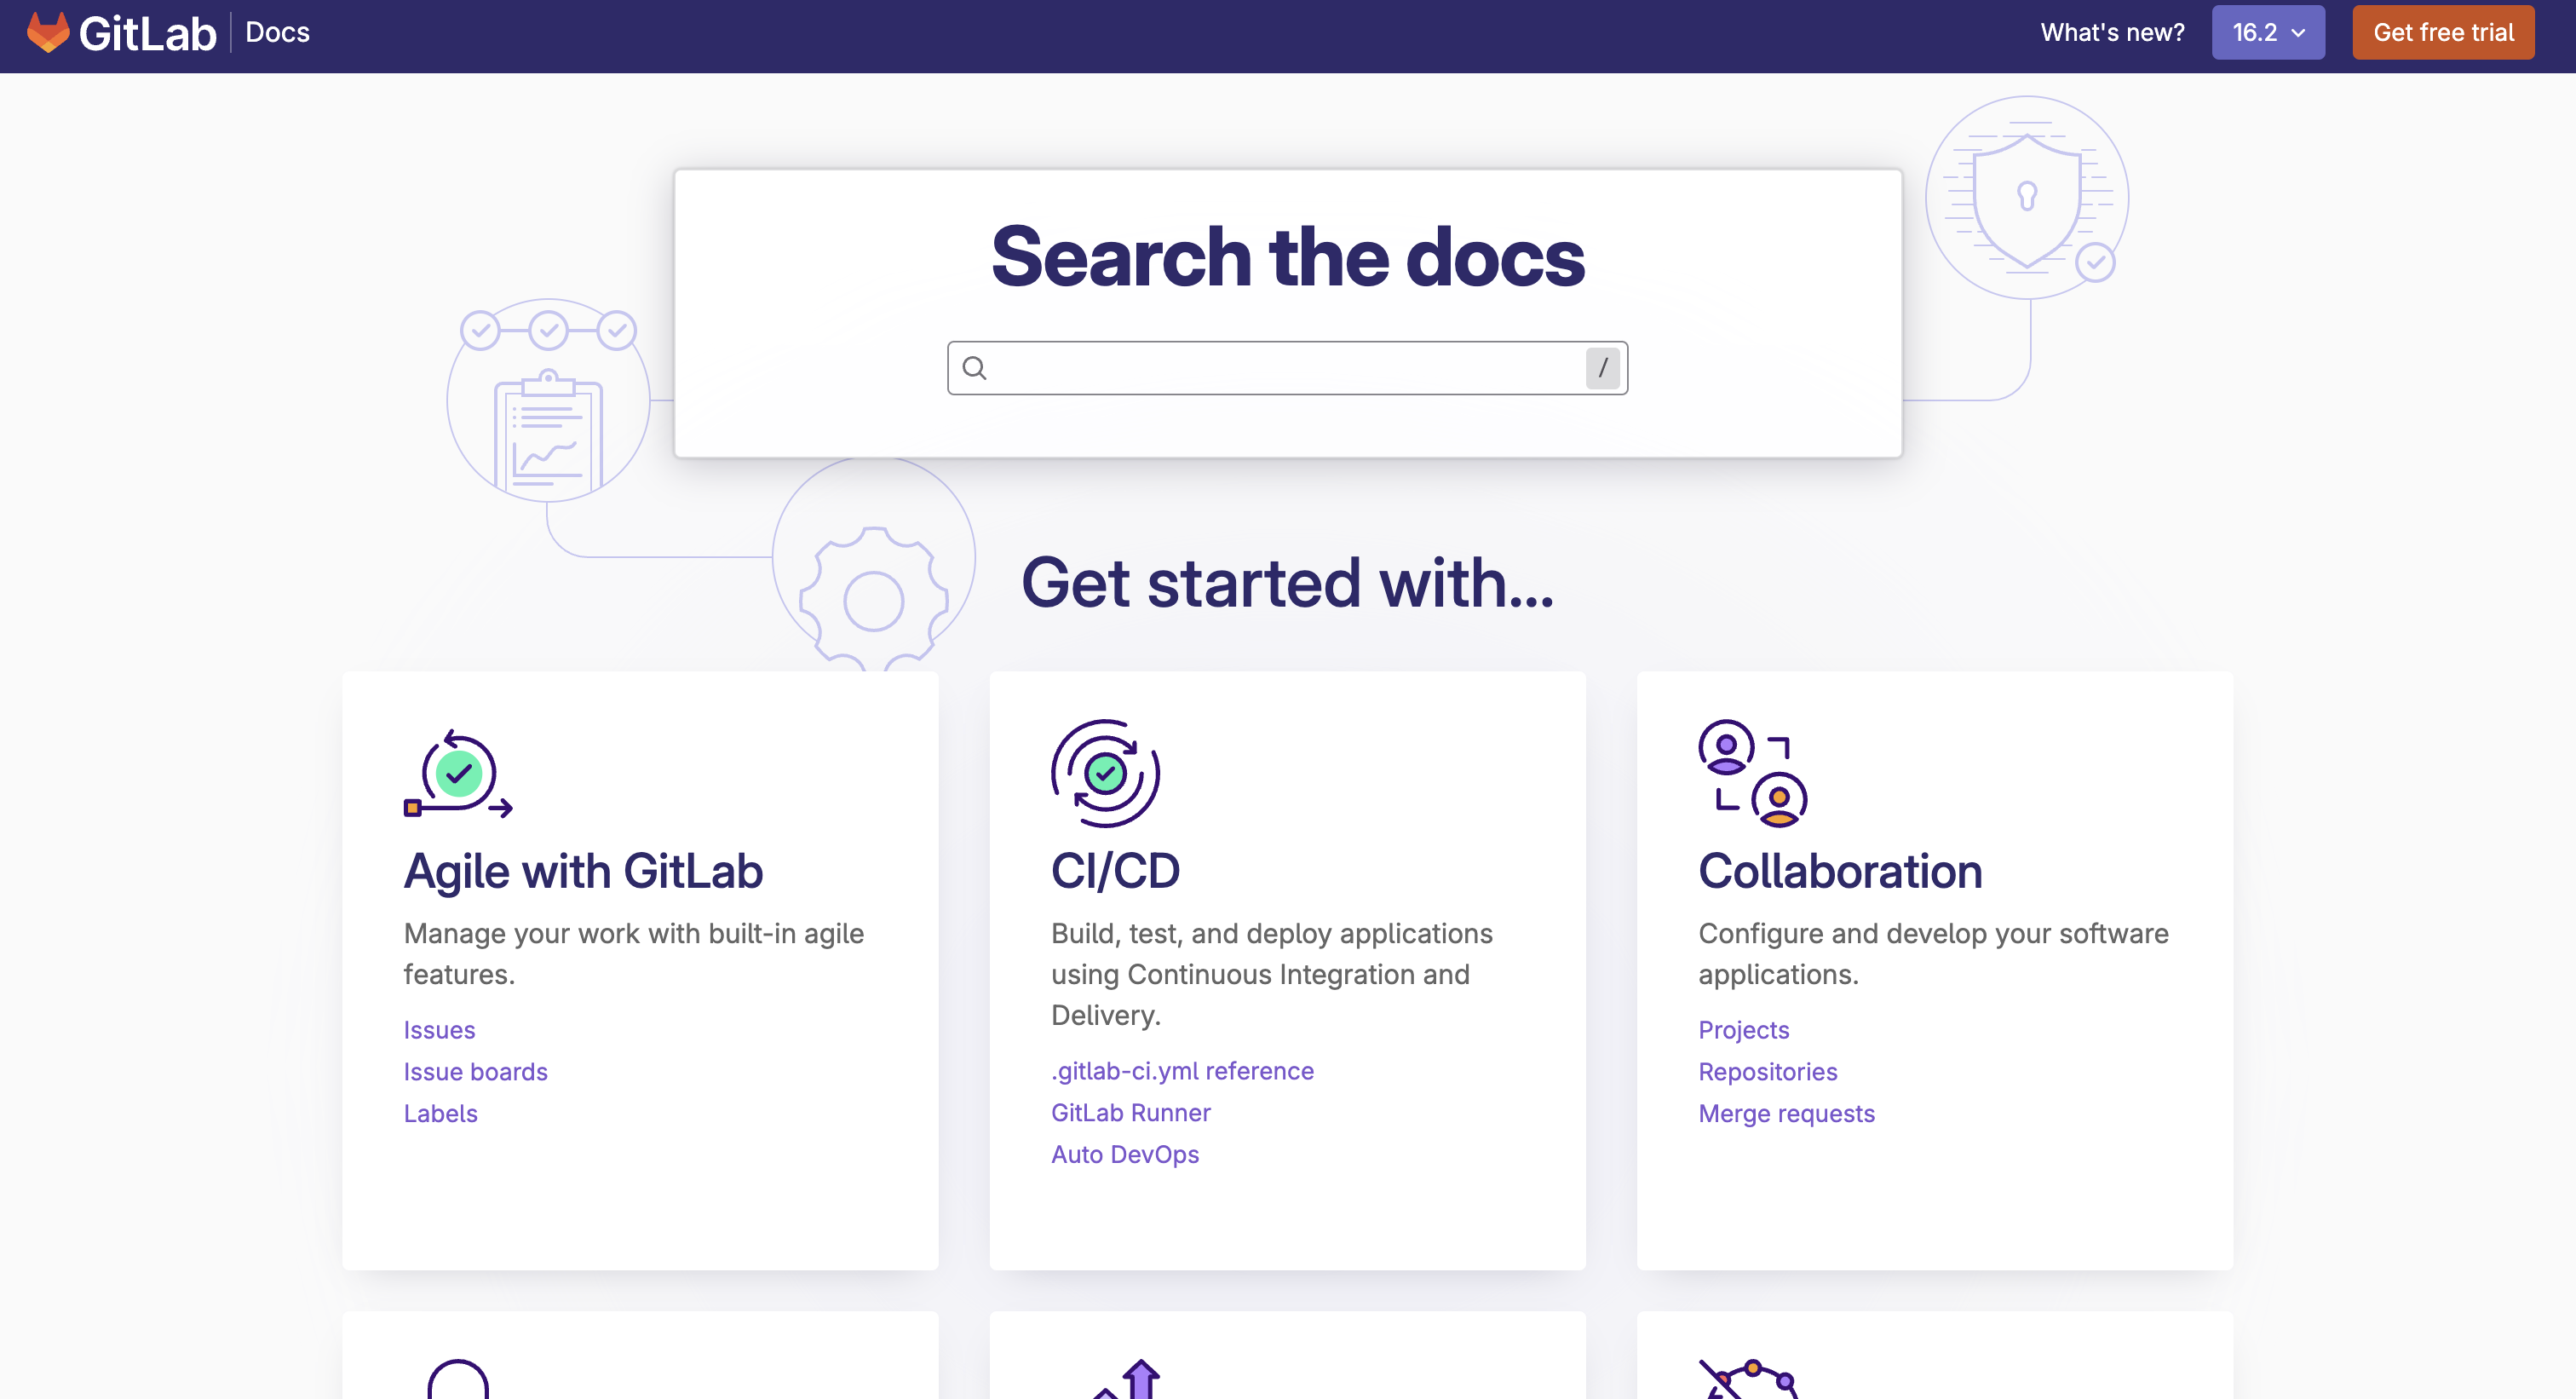 GitLab Docs What's new? 16.2 Get free trial
Search the docs
/
Get started with...
Agile with GitLab
Manage your work with built-in agile
features.
Issues
Issue boards
Labels
CI/CD
Build, test, and deploy applications
using Continuous Integration and
Delivery.
.gitlab-ci.yml reference
GitLab Runner
Auto DevOps
Collaboration
Configure and develop your software
applications.
Projects
Repositories
Merge requests